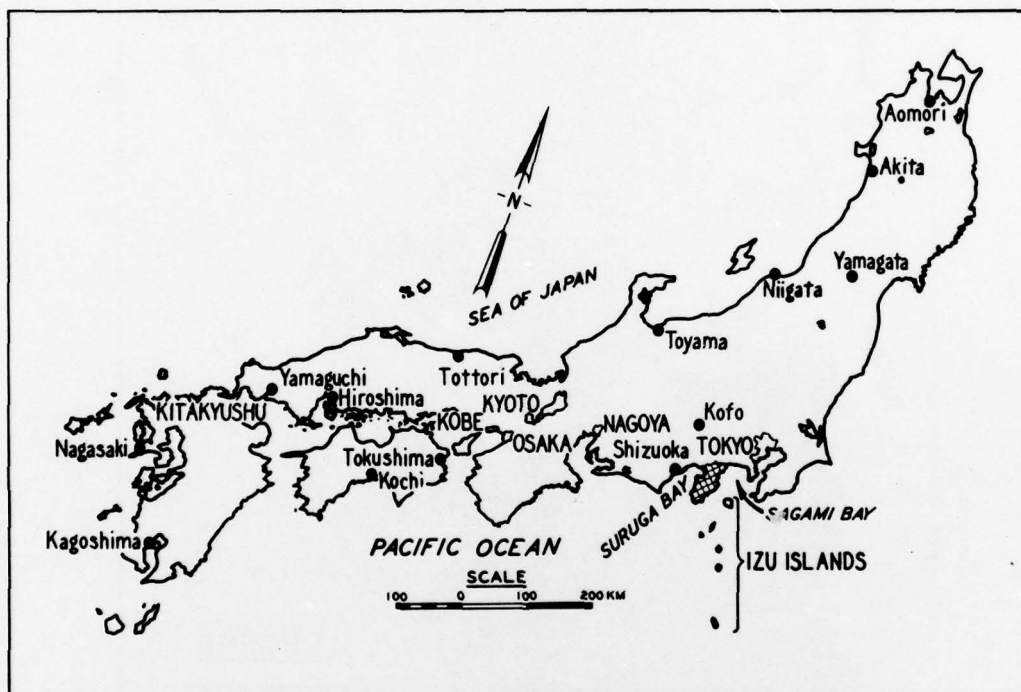 Aomori
Akita
N
Yamagata
Niigata
SEA OF JAPAN
Toyama
Tottori
Yamaguchi
Hiroshima
KITAKYUSHU
KYOTO
KOBE
NAGOYA
Kofo
OSAKA
Shizuoka
TOKYO
Nagasaki
Tokushima
Kochi
SURUGA BAY
SAGAMI BAY
Kagoshima
PACIFIC OCEAN
IZU ISLANDS
SCALE
100 0 100 200 KM